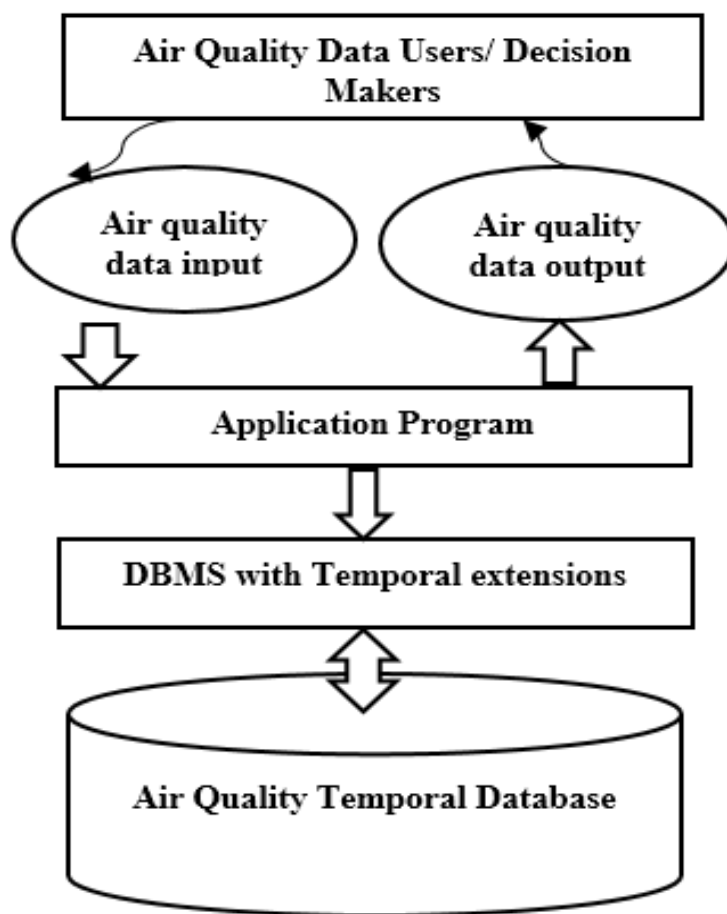 Air Quality Data Users/ Decision
Makers
Air quality
data input
Air quality
data output
Application Program
DBMS with Temporal extensions
Air Quality Temporal Database